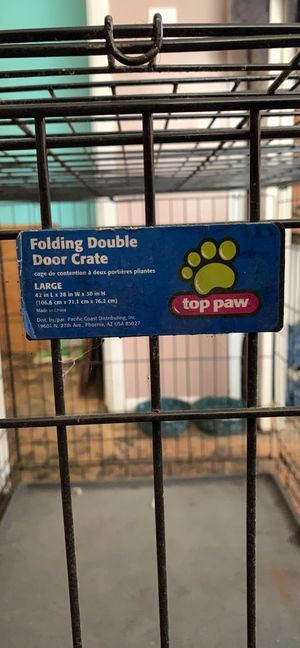 Folding Double
Door Crate
cage de contention à deux portières pliantes
LARGE
42 in L x 28 in W x 30 in H
(106.6 cm x 71.1 cm x 76.2 cm)
Made in China
Dist. by/par. Pacific Coast Distributing, Inc.
19601 N. 27th Ave., Phoenix, AZ USA 85027
top paw